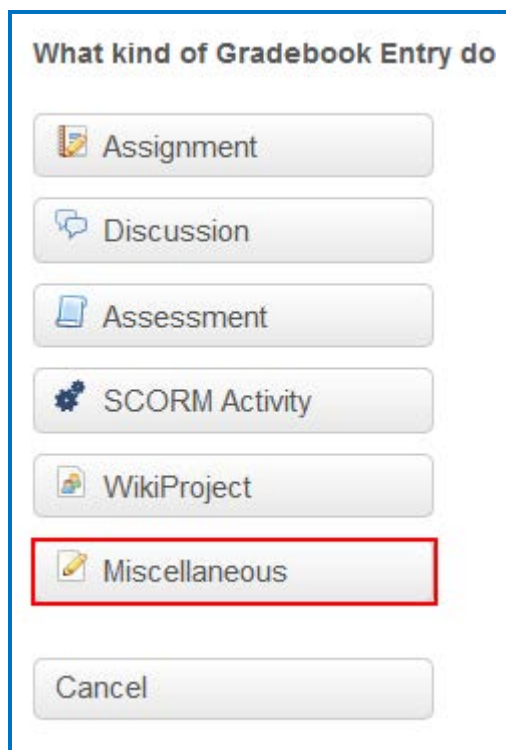 What kind of Gradebook Entry do
Assignment
Discussion
Assessment
SCORM Activity
WikiProject
Miscellaneous
Cancel